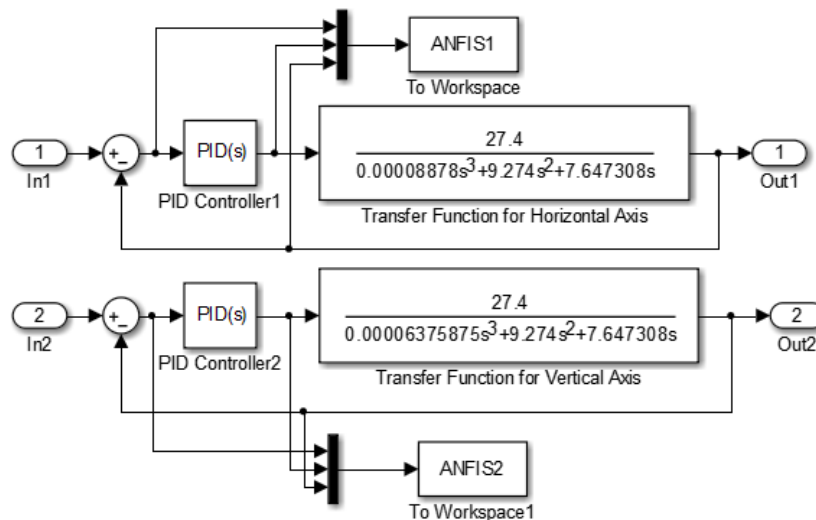 ANFIS1
To Workspace
1
In1
+
−
PID(s)
PID Controller1
27.4
0.00008878s³+9.274s²+7.647308s
Transfer Function for Horizontal Axis
1
Out1
2
In2
+
−
PID(s)
PID Controller2
27.4
0.00006375875s³+9.274s²+7.647308s
Transfer Function for Vertical Axis
2
Out2
ANFIS2
To Workspace1